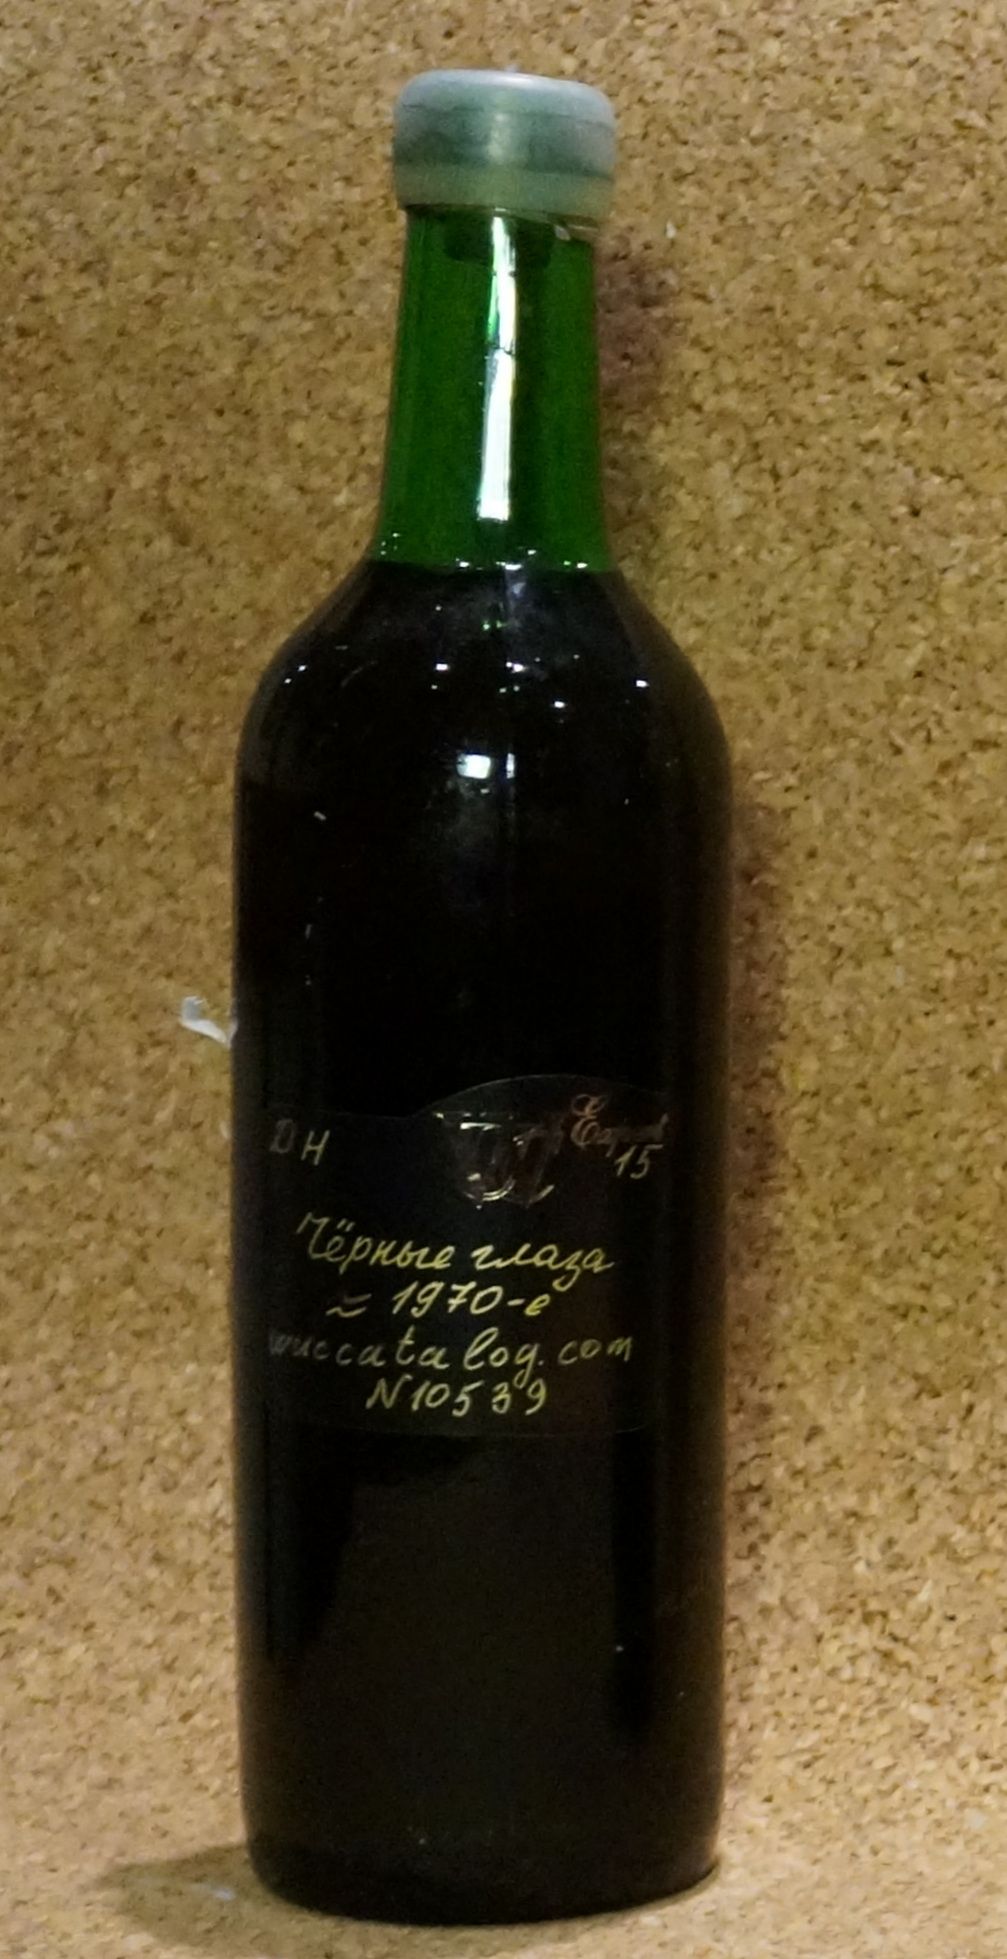 DH 15
Чёрные глаза
≈ 1970-е
wuccatalog.com
N10539